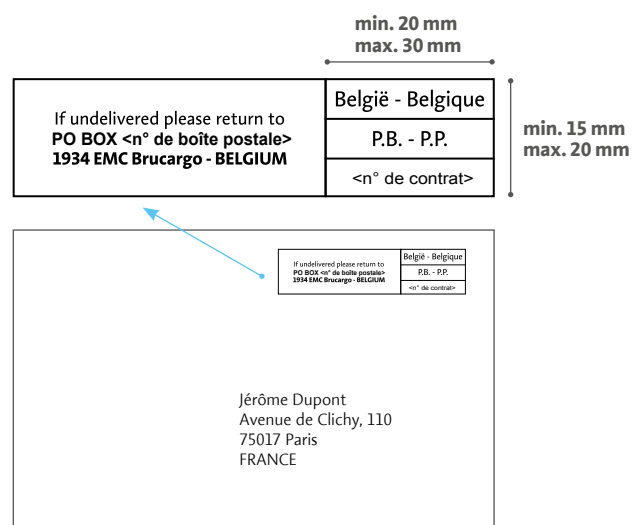 min. 20 mm
max. 30 mm
If undelivered please return to
PO BOX <n° de boîte postale>
1934 EMC Brucargo - BELGIUM
België - Belgique
P.B. - P.P.
<n° de contrat>
min. 15 mm
max. 20 mm
If undelivered please return to
PO BOX <n° de boîte postale>
1934 EMC Brucargo - BELGIUM
België - Belgique
P.B. - P.P.
<n° de contrat>
Jérôme Dupont
Avenue de Clichy, 110
75017 Paris
FRANCE